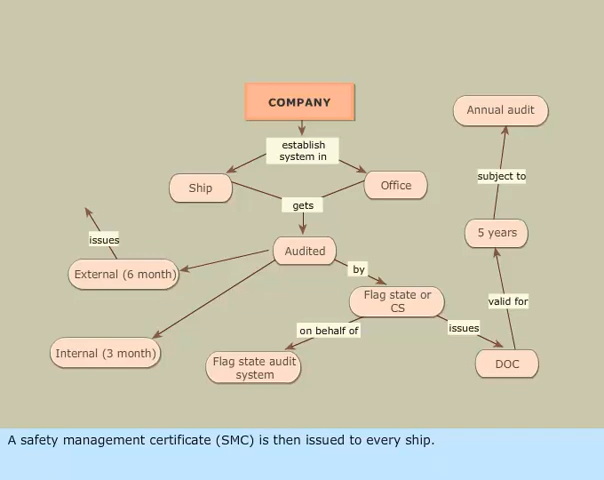 COMPANY
Annual audit
establish
system in
Ship
Office
subject to
gets
issues
5 years
Audited
External (6 month)
by
Flag state or
CS
valid for
on behalf of
issues
Internal (3 month)
Flag state audit
system
DOC
A safety management certificate (SMC) is then issued to every ship.